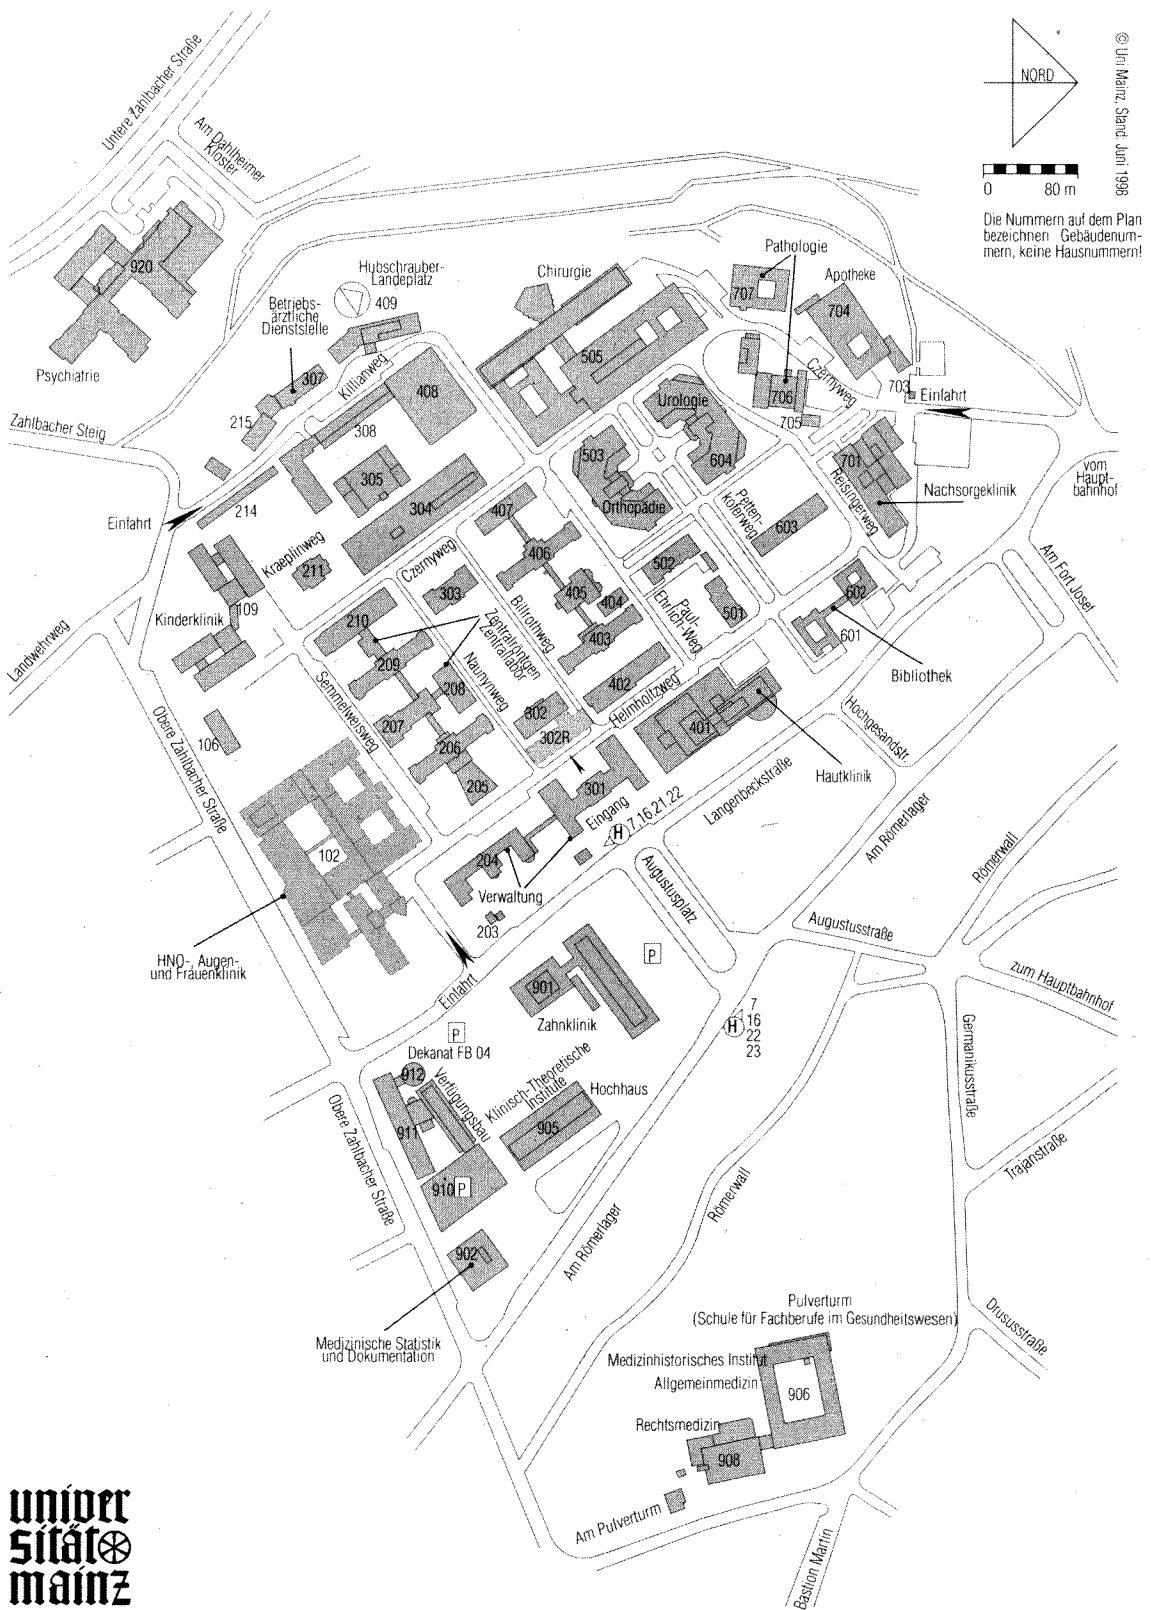 Untere Zahlbacher Straße
Am Dahlheimer
Kloster
NORD
© Uni Mainz, Stand: Juni 1998
0 80 m
Die Nummern auf dem Plan
bezeichnen Gebäudenum-
mern, keine Hausnummern!
920
Psychiatrie
Hubschrauber-
Landeplatz
409
Betriebs-
ärztliche
Dienststelle
307
215
Killianweg
308
408
Chirurgie
505
Pathologie
707
Apotheke
704
706
705
Czernyweg
703
Einfahrt
Urologie
604
503
Orthopädie
701
Nachsorgeklinik
Reisingerweg
vom
Haupt-
bahnhof
Zahlbacher Steig
Einfahrt
214
305
304
Kraeplinweg
211
407
406
405
404
403
402
Petten-
koferweg
603
502
501
Paul-
Ehrlich-Weg
602
601
Bibliothek
Am Fort Josef
Landwehrweg
Kinderklinik
109
106
Czernyweg
303
Billrothweg
Zentralröntgen
Zentrallabor
Naunynweg
210
209
208
207
206
205
Semmelweisweg
302
302R
Helmholtzweg
401
Hautklinik
Hochgesandstr.
Langenbeckstraße
301
Eingang
H 7,16,21,22
Obere Zahlbacher Straße
102
HNO-, Augen-
und Frauenklinik
204
Verwaltung
203
Einfahrt
Augustusplatz
Am Römerlager
Römerwall
Augustusstraße
zum Hauptbahnhof
P
901
Zahnklinik
P
H
7
16
22
23
Germanikusstraße
Dekanat FB 04
912
911
Verfügungsbau
Klinisch-Theoretische
Institute
Hochhaus
905
910 P
Obere Zahlbacher Straße
902
Medizinische Statistik
und Dokumentation
Am Römerlager
Römerwall
Trajanstraße
Drususstraße
Pulverturm
(Schule für Fachberufe im Gesundheitswesen)
Medizinhistorisches Institut
Allgemeinmedizin
906
Rechtsmedizin
908
Am Pulverturm
Bastion Martin
univer
sität
mainz